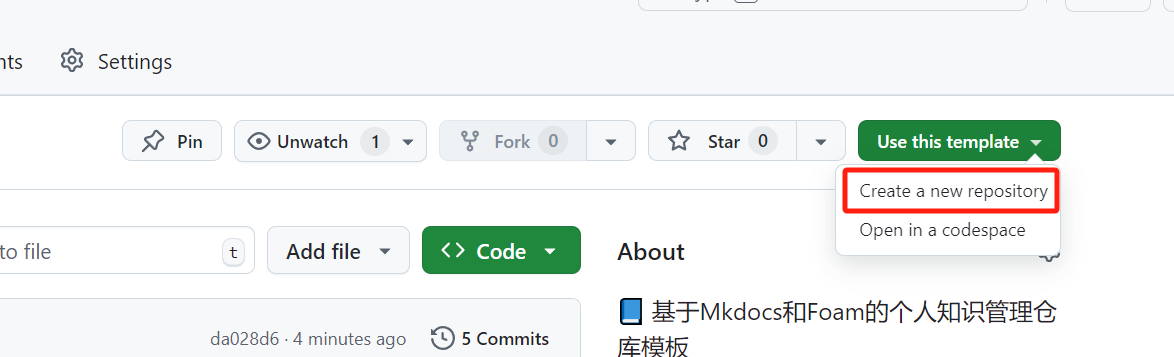 nts
Settings
Pin
Unwatch 1
Fork 0
Star 0
Use this template
Create a new repository
Open in a codespace
to file
t
Add file
Code
About
基于Mkdocs和Foam的个人知识管理仓
库模板
da028d6 · 4 minutes ago
5 Commits